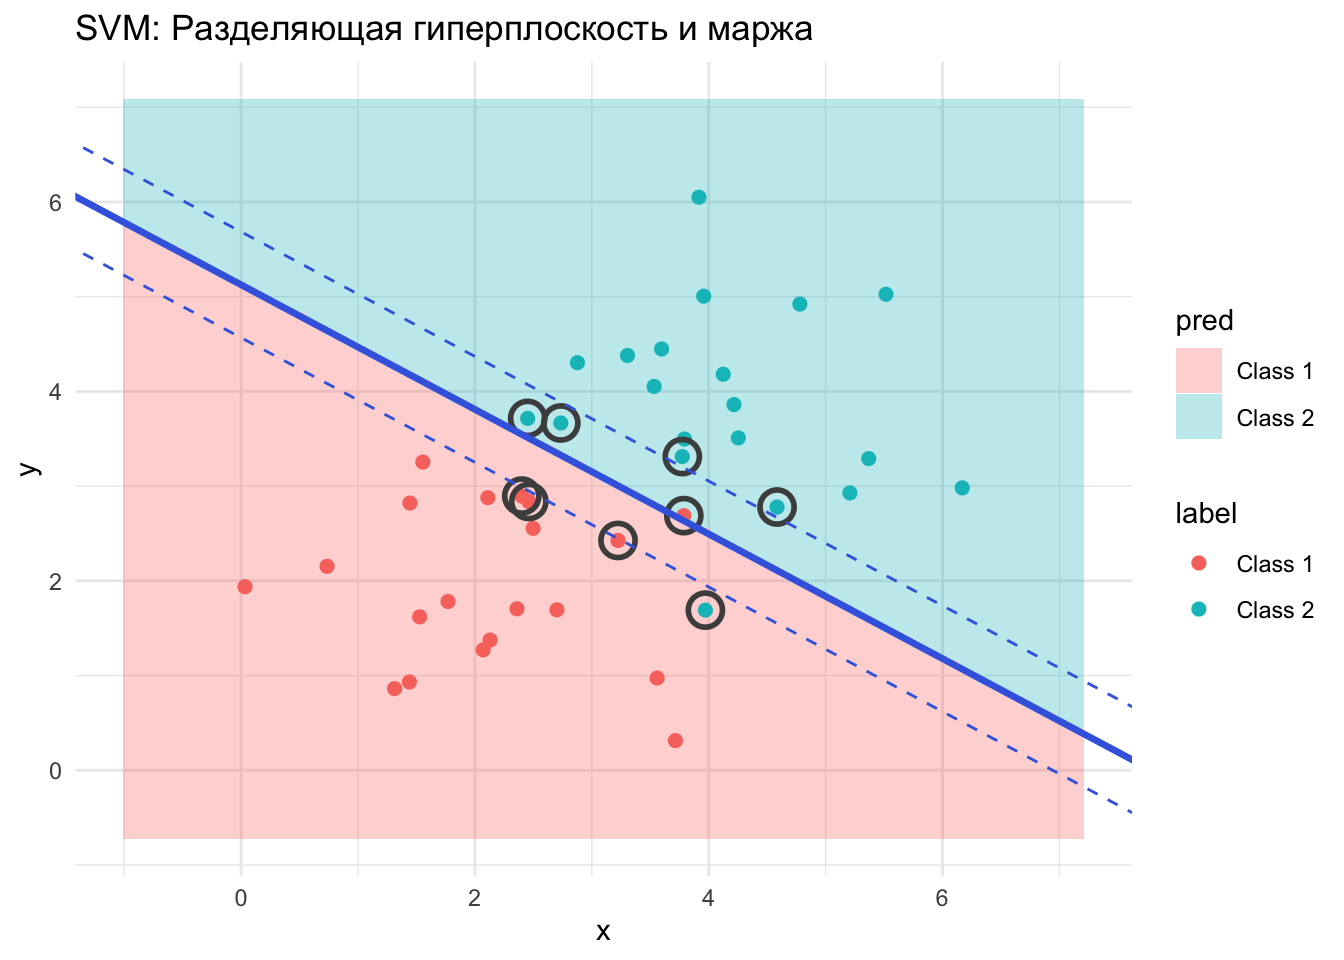 SVM: Разделяющая гиперплоскость и маржа
6
4
2
0
y
0 2 4 6
x
pred
Class 1
Class 2
label
Class 1
Class 2